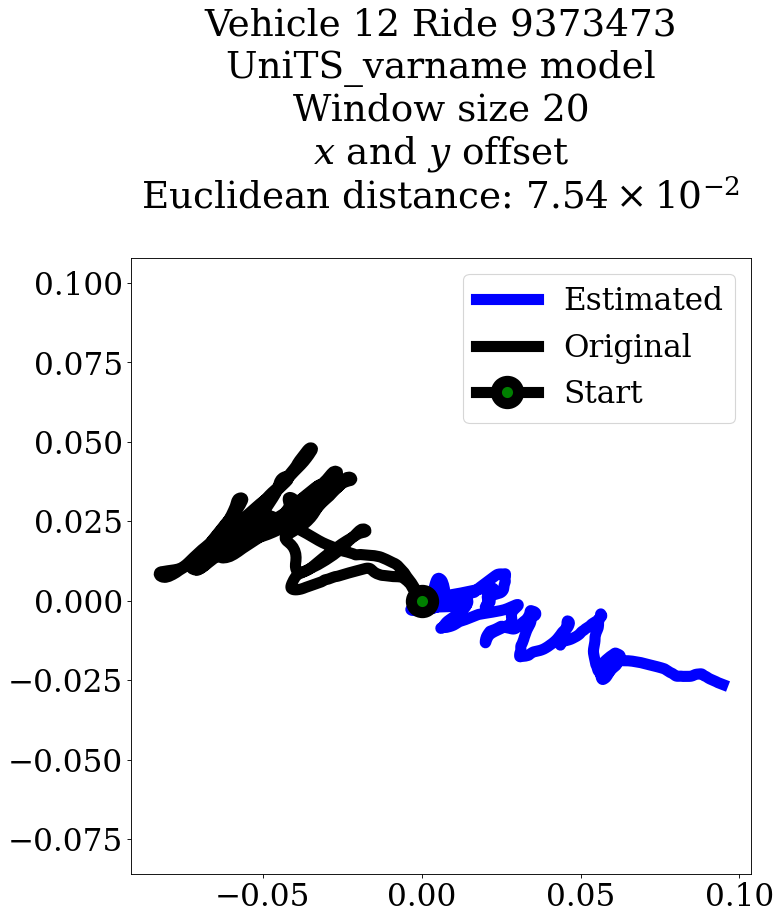 Vehicle 12 Ride 9373473
UniTS_varname model
Window size 20
x and y offset
Euclidean distance: 7.54 × 10⁻²
Estimated
Original
Start
0.100
0.075
0.050
0.025
0.000
−0.025
−0.050
−0.075
−0.05 0.00 0.05 0.10